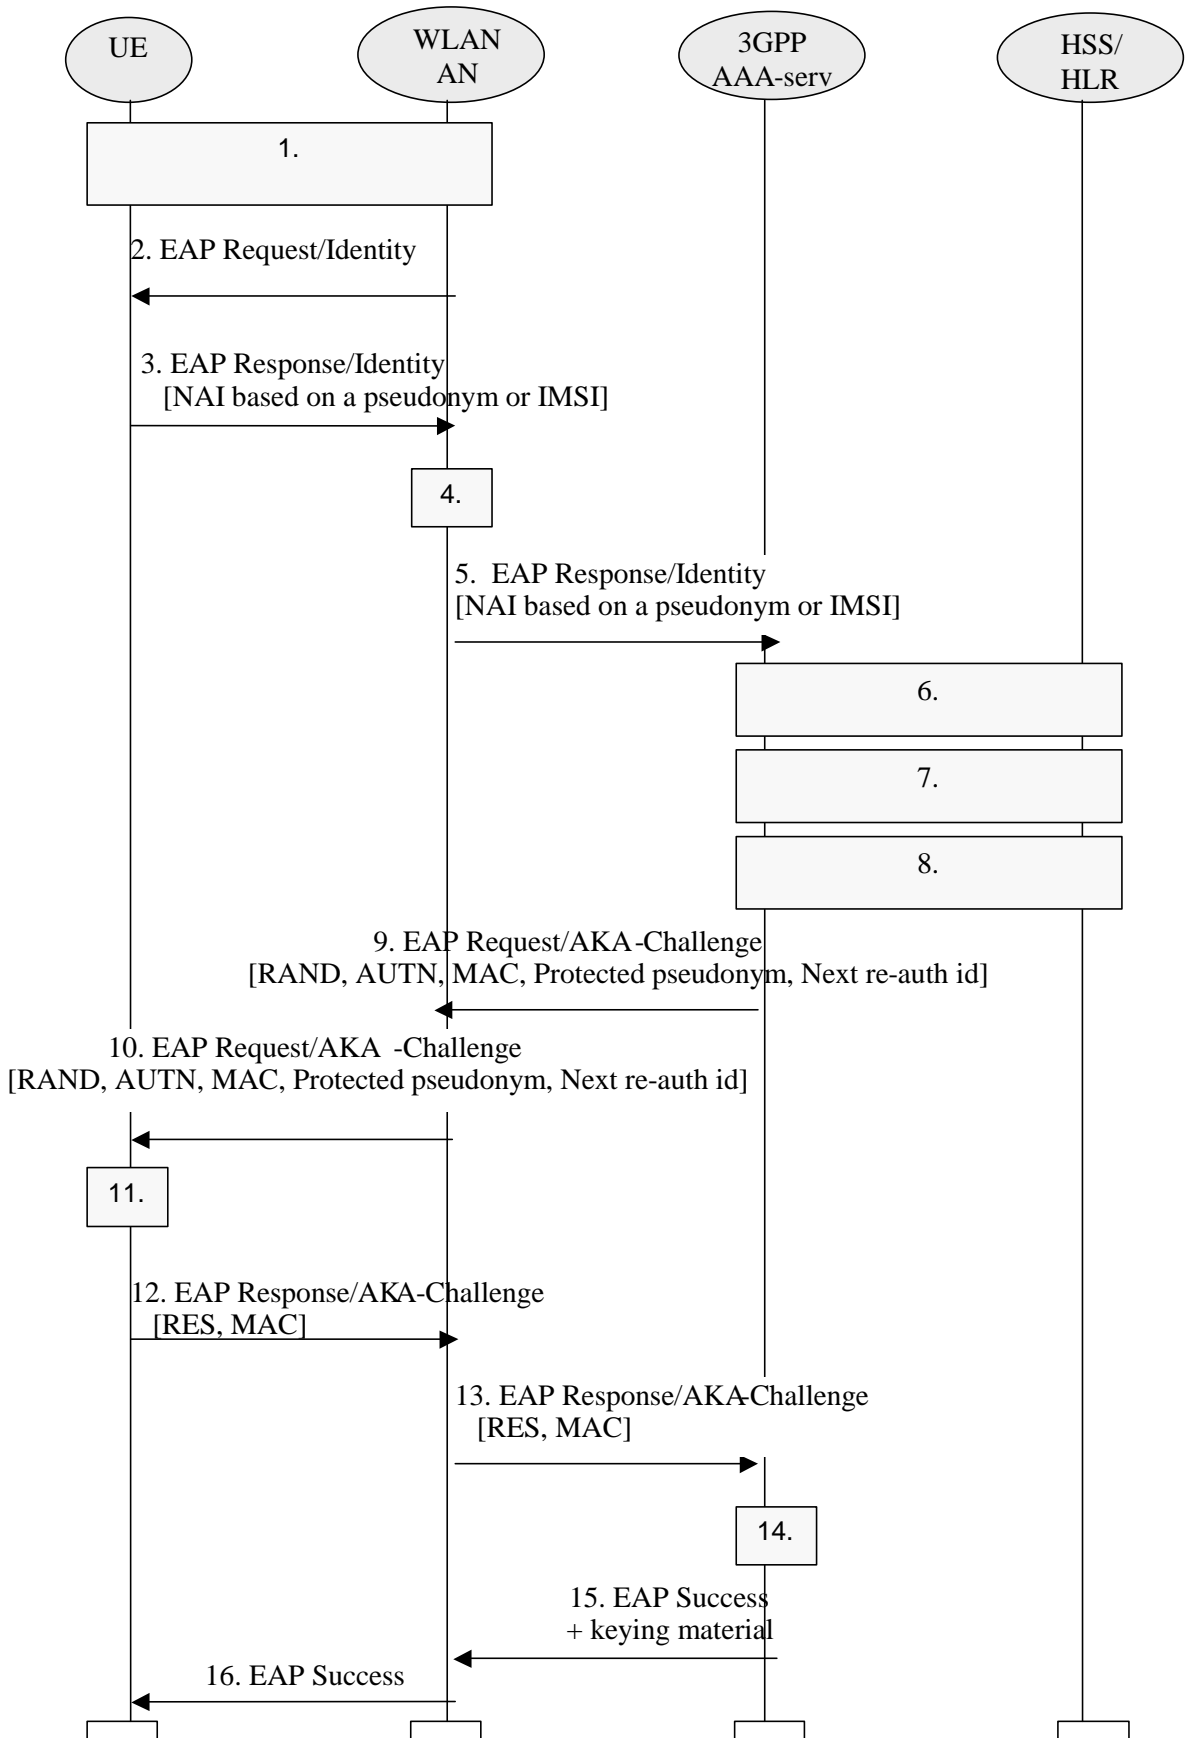 UE
WLAN
AN
3GPP
AAA-serv
HSS/
HLR
1.
2. EAP Request/Identity
3. EAP Response/Identity
[NAI based on a pseudonym or IMSI]
4.
5. EAP Response/Identity
[NAI based on a pseudonym or IMSI]
6.
7.
8.
9. EAP Request/AKA-Challenge
[RAND, AUTN, MAC, Protected pseudonym, Next re-auth id]
10. EAP Request/AKA -Challenge
[RAND, AUTN, MAC, Protected pseudonym, Next re-auth id]
11.
12. EAP Response/AKA-Challenge
[RES, MAC]
13. EAP Response/AKA-Challenge
[RES, MAC]
14.
15. EAP Success
+ keying material
16. EAP Success